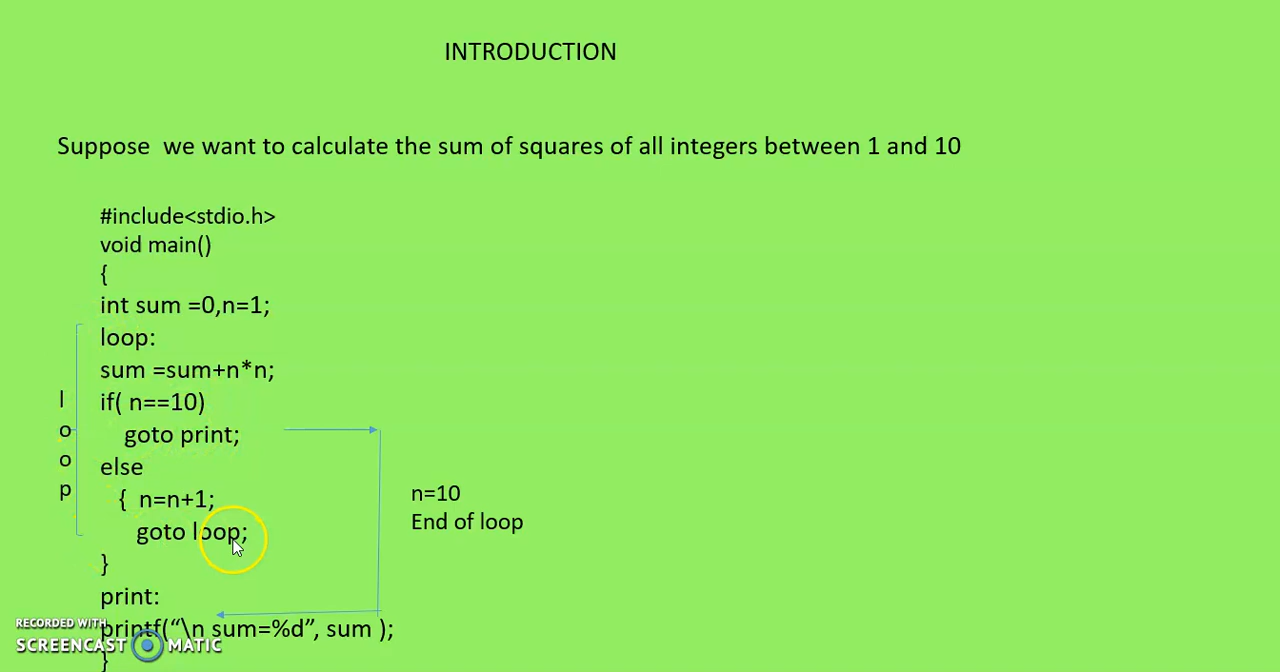 INTRODUCTION
Suppose  we want to calculate the sum of squares of all integers between 1 and 10
#include<stdio.h>
void main()
{
int sum =0,n=1;
loop:
sum =sum+n*n;
if( n==10)
goto print;
else
{ n=n+1;
goto loop;
}
print:
printf(“\n sum=%d”, sum );
}
l
o
o
p
n=10
End of loop
RECORDED WITH
SCREENCAST MATIC